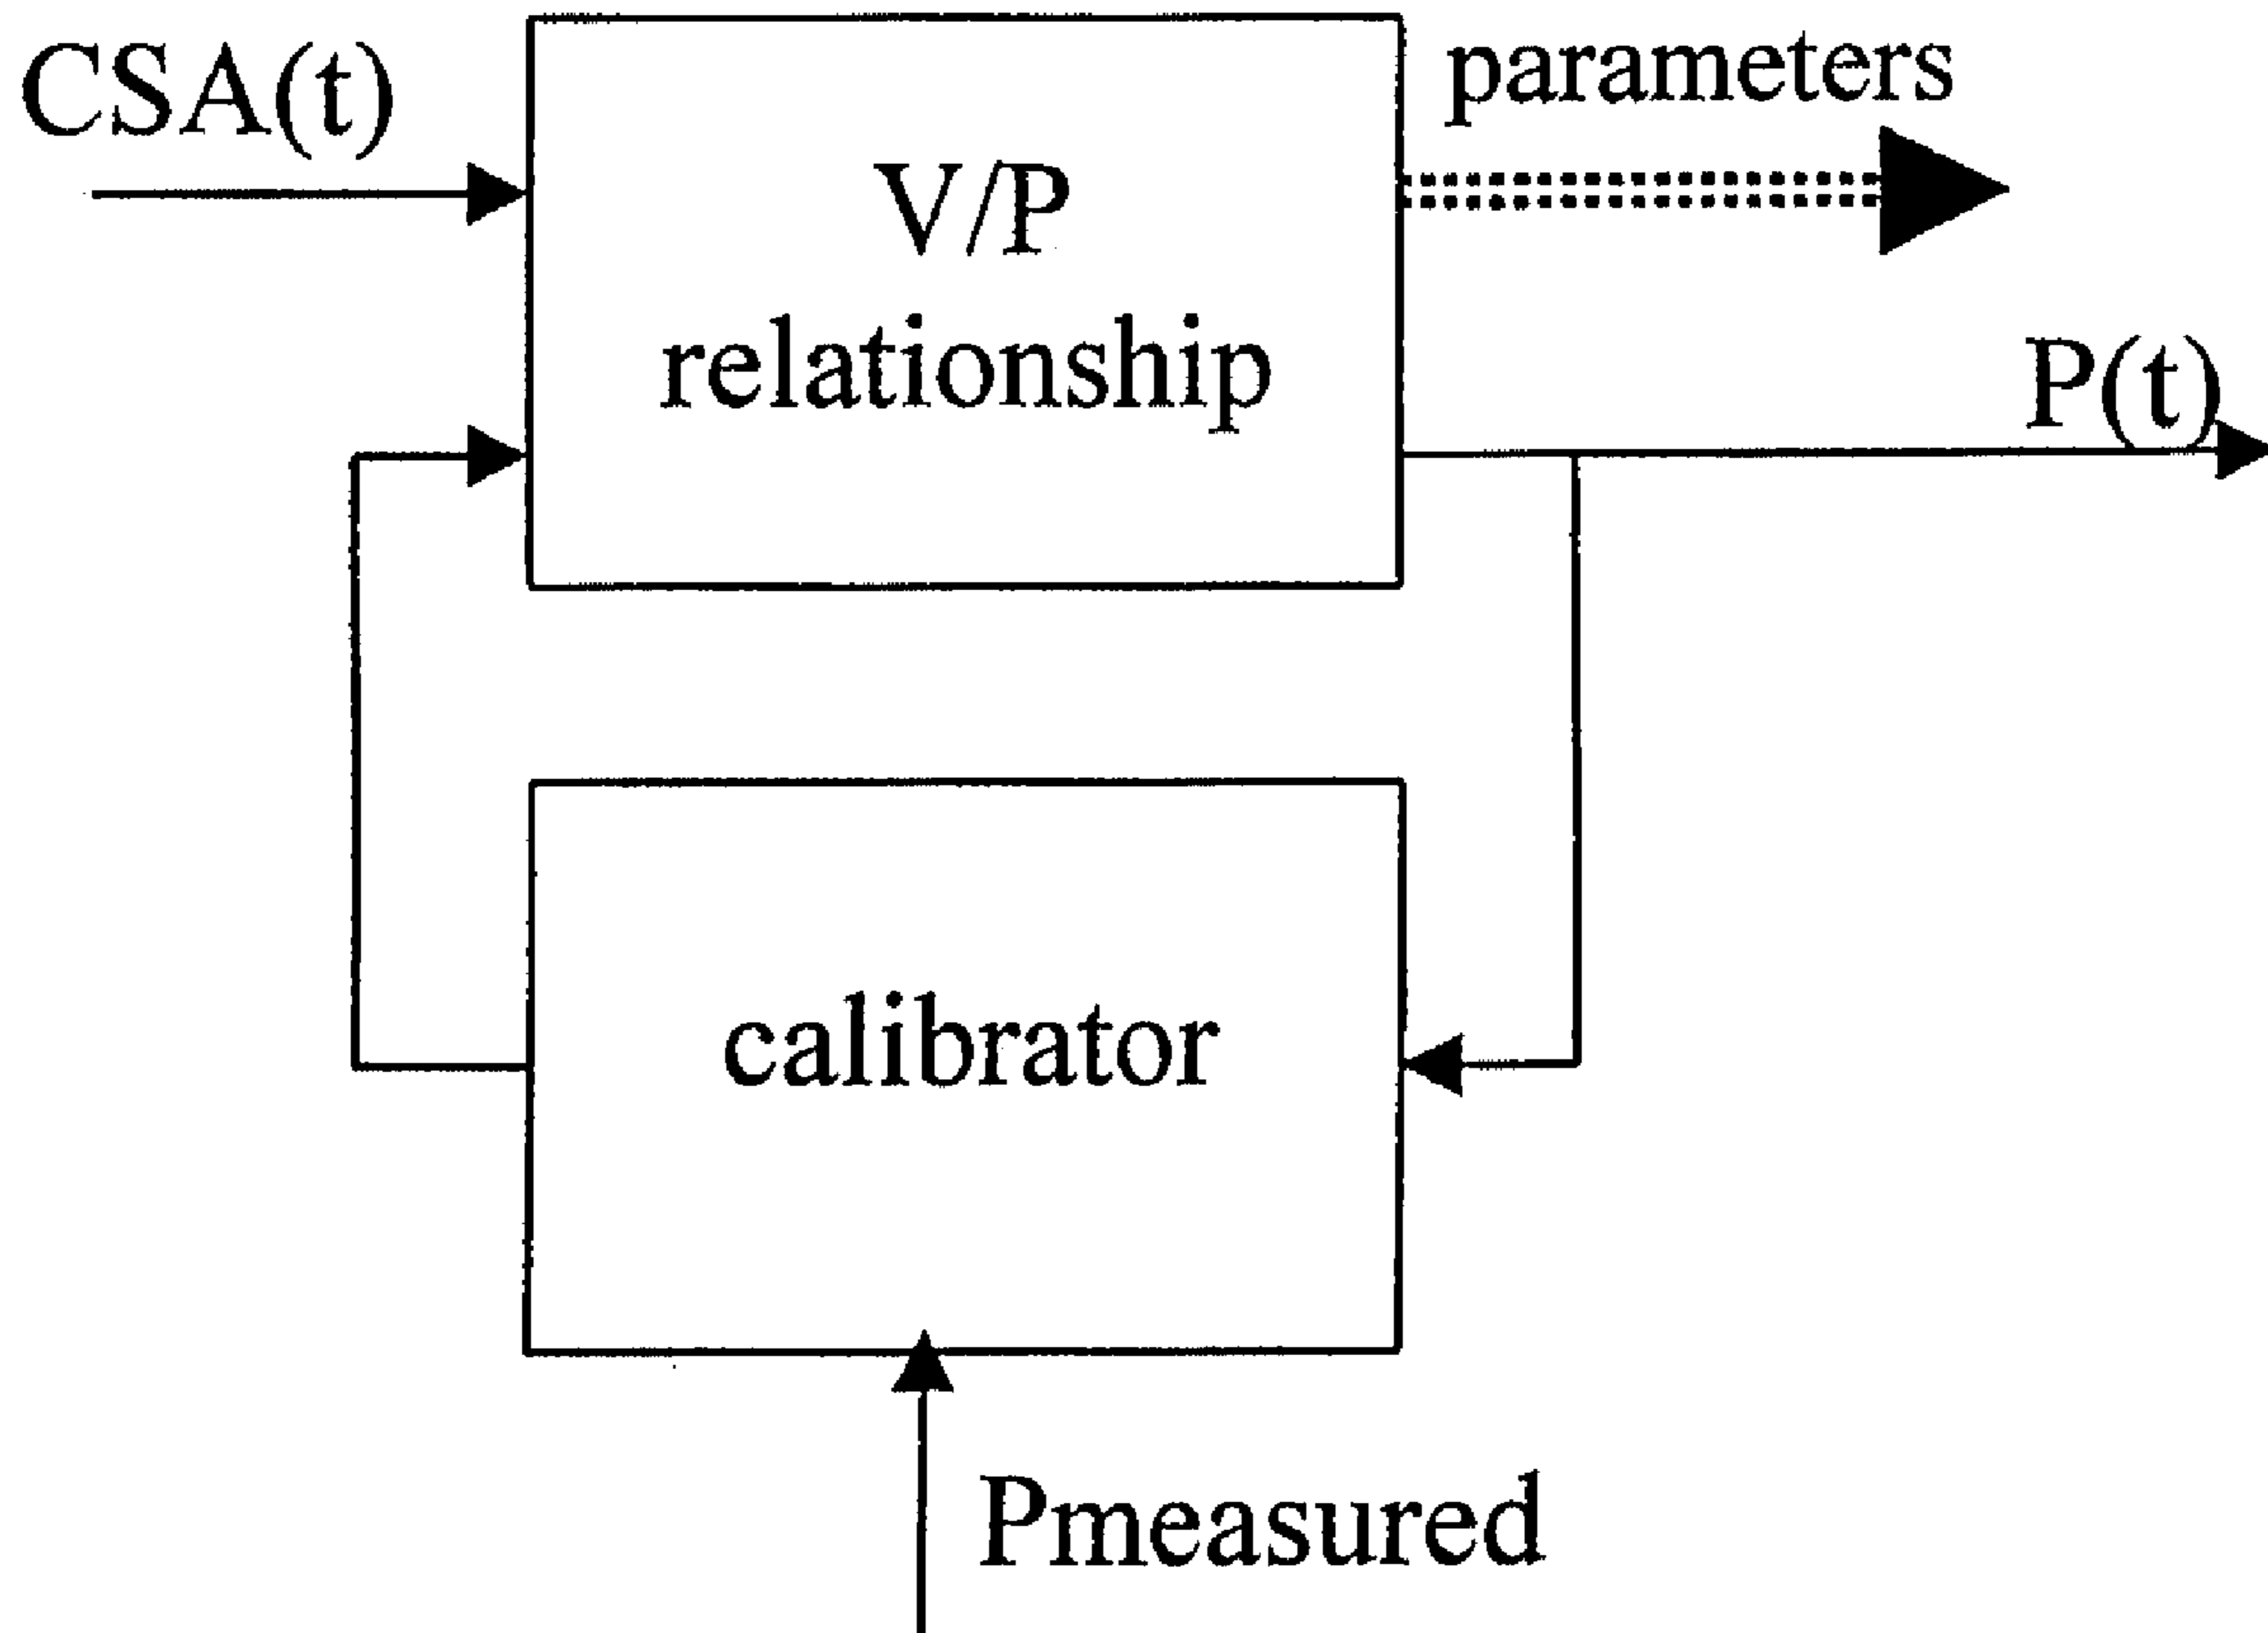 CSA(t)
parameters
V/P
relationship
P(t)
calibrator
Pmeasured